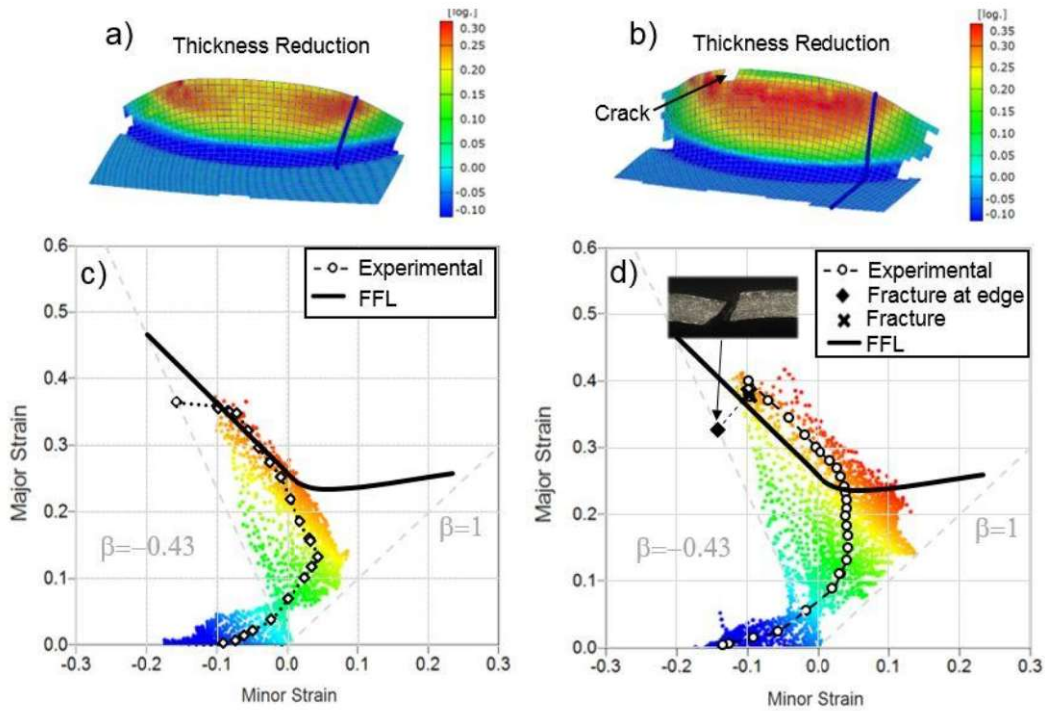 a)
Thickness Reduction
[log.]
0.30
0.25
0.20
0.15
0.10
0.05
0.00
-0.05
-0.10
b)
Thickness Reduction
Crack
[log.]
0.35
0.30
0.25
0.20
0.15
0.10
0.05
0.00
-0.05
-0.10
c)
Experimental
FFL
β=−0.43
β=1
0.6
0.5
0.4
0.3
0.2
0.1
0.0
-0.3
-0.2
-0.1
0.0
0.1
0.2
0.3
Major Strain
Minor Strain
d)
Experimental
Fracture at edge
Fracture
FFL
β=−0.43
β=1
0.6
0.5
0.4
0.3
0.2
0.1
0.0
-0.3
-0.2
-0.1
0.0
0.1
0.2
0.3
Major Strain
Minor Strain